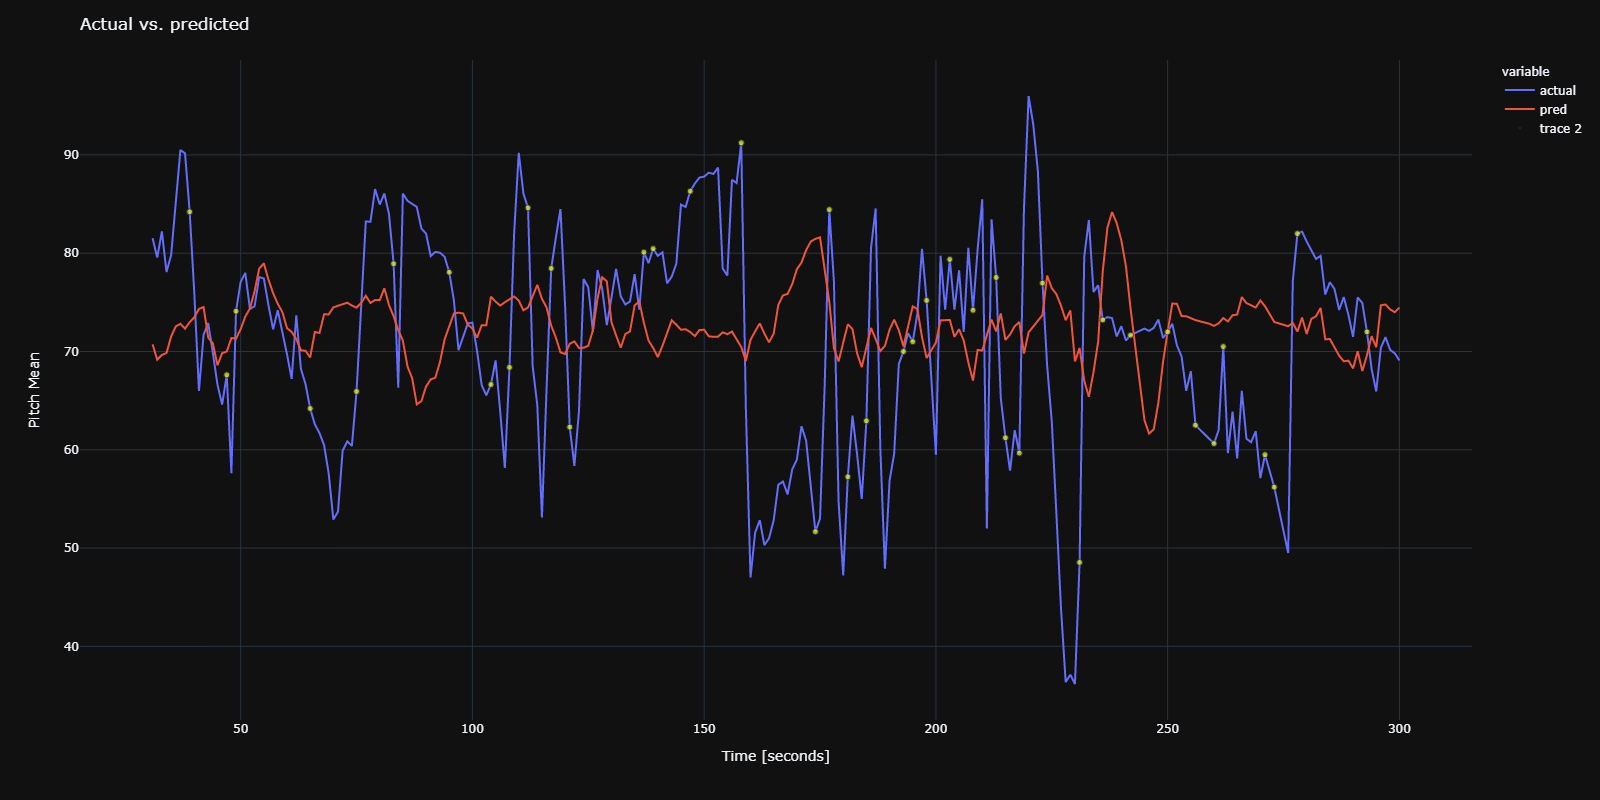 Actual vs. predicted
variable
actual
pred
trace 2
90
80
70
60
50
40
Pitch Mean
50
100
150
200
250
300
Time [seconds]